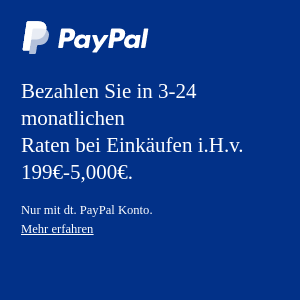 PayPal
Bezahlen Sie in 3-24
monatlichen
Raten bei Einkäufen i.H.v.
199€-5,000€.
Nur mit dt. PayPal Konto.
Mehr erfahren